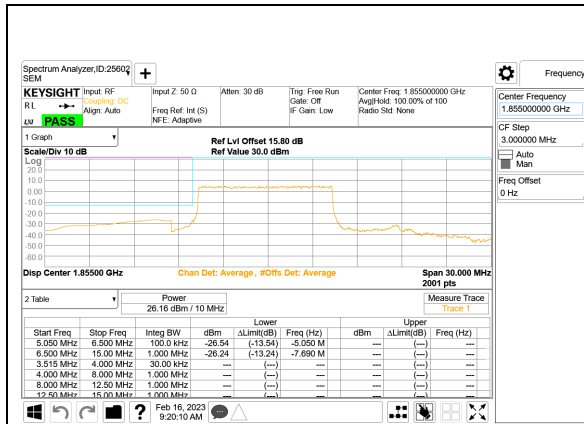 Spectrum Analyzer,ID:25602
SEM
Frequency
KEYSIGHT Input: RF Input Z: 50 Ω Atten: 30 dB Trig: Free Run Center Freq: 1.855000000 GHz
RL Coupling: DC Gate: Off Avg|Hold: 100.00% of 100
Align: Auto Freq Ref: Int (S) IF Gain: Low Radio Std: None
LXI PASS NFE: Adaptive
Center Frequency
1.855000000 GHz
CF Step
3.000000 MHz
Auto
Man
Freq Offset
0 Hz
1 Graph
Ref Lvl Offset 15.80 dB
Scale/Div 10 dB Ref Value 30.0 dBm
Log
20.0
10.0
0.00
-10.0
-20.0
-30.0
-40.0
-50.0
-60.0
Disp Center 1.85500 GHz Chan Det: Average, #Offs Det: Average Span 30.000 MHz
2001 pts
2 Table Power Measure Trace
26.16 dBm / 10 MHz Trace 1
Lower Upper
Start Freq Stop Freq Integ BW dBm ΔLimit(dB) Freq (Hz) dBm ΔLimit(dB) Freq (Hz)
5.050 MHz 6.500 MHz 100.0 kHz -26.54 (-13.54) -5.050 M --- (---) ---
6.500 MHz 15.00 MHz 1.000 MHz -26.24 (-13.24) -7.690 M --- (---) ---
3.515 MHz 4.000 MHz 30.00 kHz --- (---) --- --- (---) ---
4.000 MHz 8.000 MHz 1.000 MHz --- (---) --- --- (---) ---
8.000 MHz 12.50 MHz 1.000 MHz --- (---) --- --- (---) ---
12.50 MHz 15.00 MHz 1.000 MHz --- (---) --- --- (---) ---
? Feb 16, 2023
9:20:10 AM